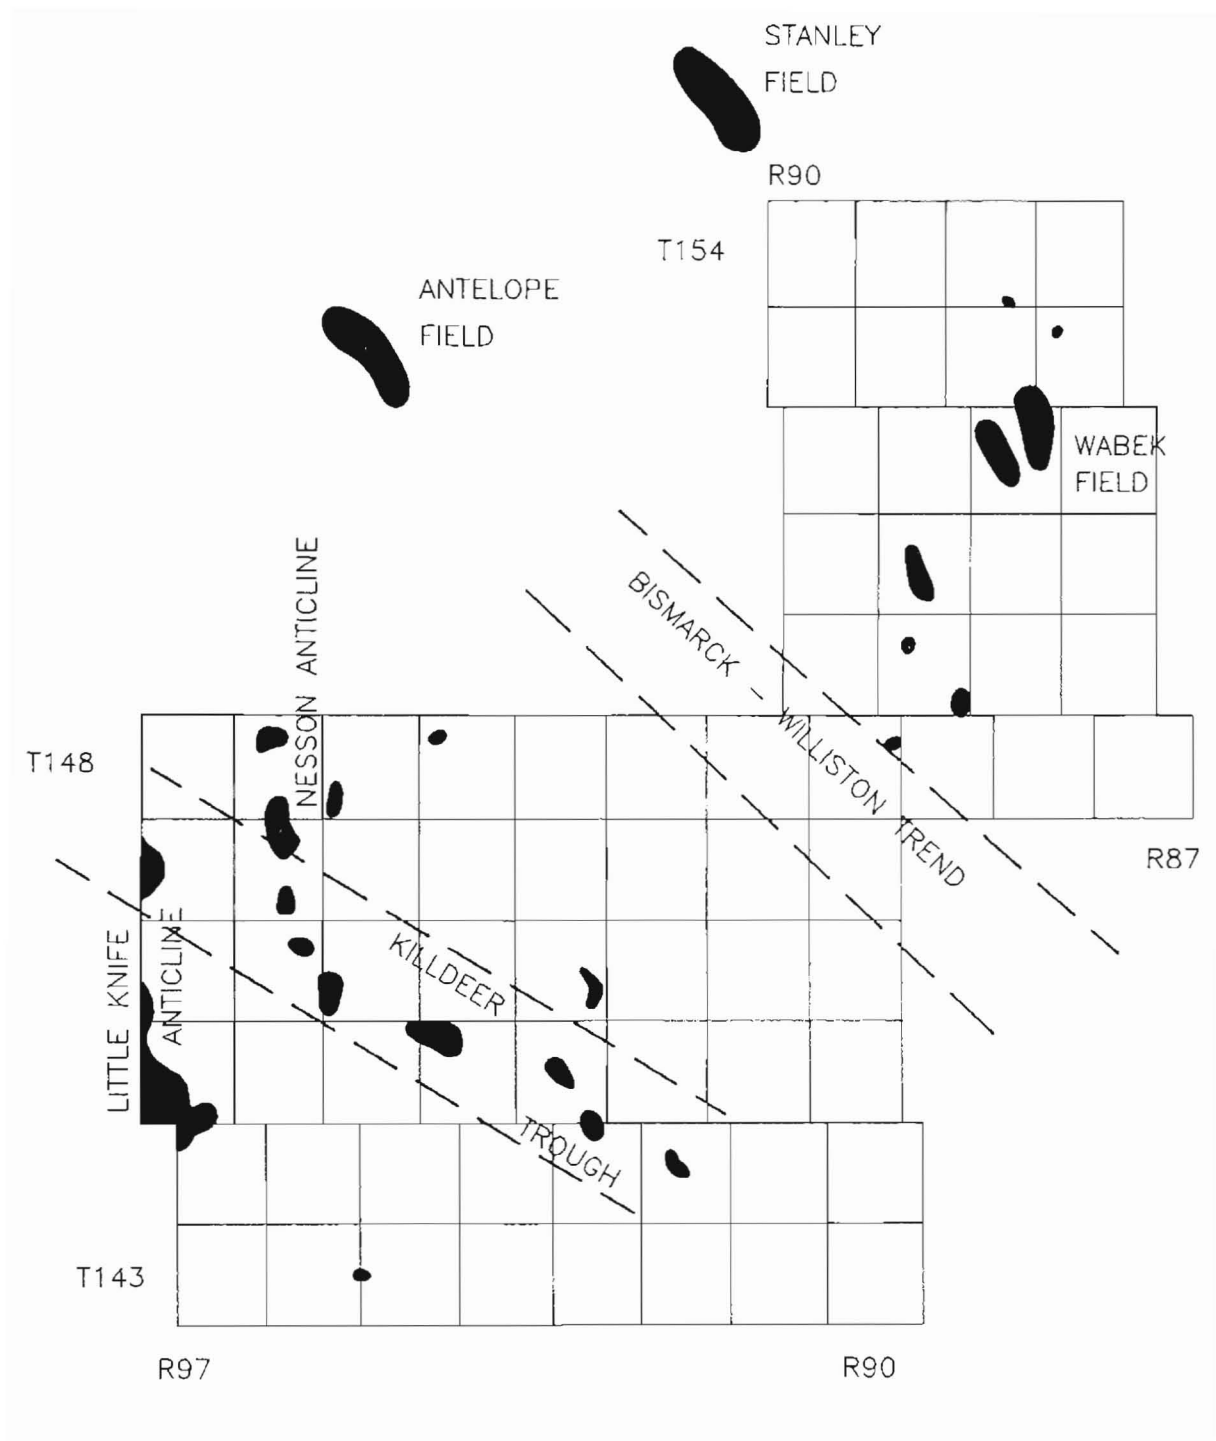 STANLEY
FIELD
R90
T154
ANTELOPE
FIELD
WABEK
FIELD
NESSON ANTICLINE
BISMARCK - WILLISTON TREND
T148
R87
LITTLE KNIFE
ANTICLINE
KILLDEER
TROUGH
T143
R97
R90